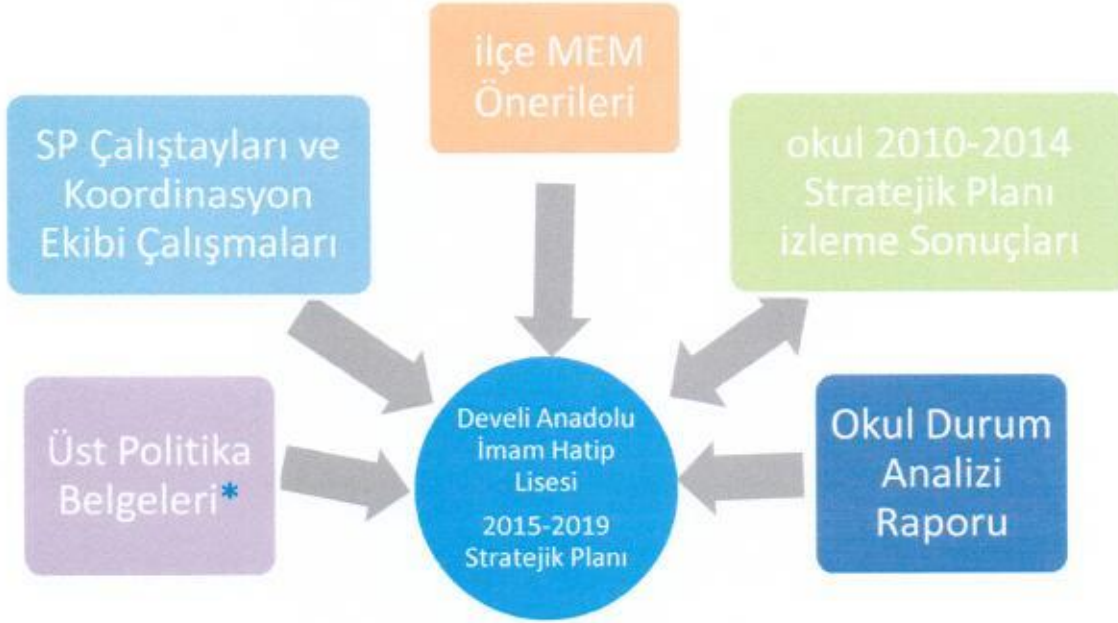 ilçe MEM
Önerileri
SP Çalıştayları ve
Koordinasyon
Ekibi Çalışmaları
okul 2010-2014
Stratejik Planı
izleme Sonuçları
Üst Politika
Belgeleri*
Develi Anadolu
İmam Hatip
Lisesi
2015-2019
Stratejik Planı
Okul Durum
Analizi
Raporu